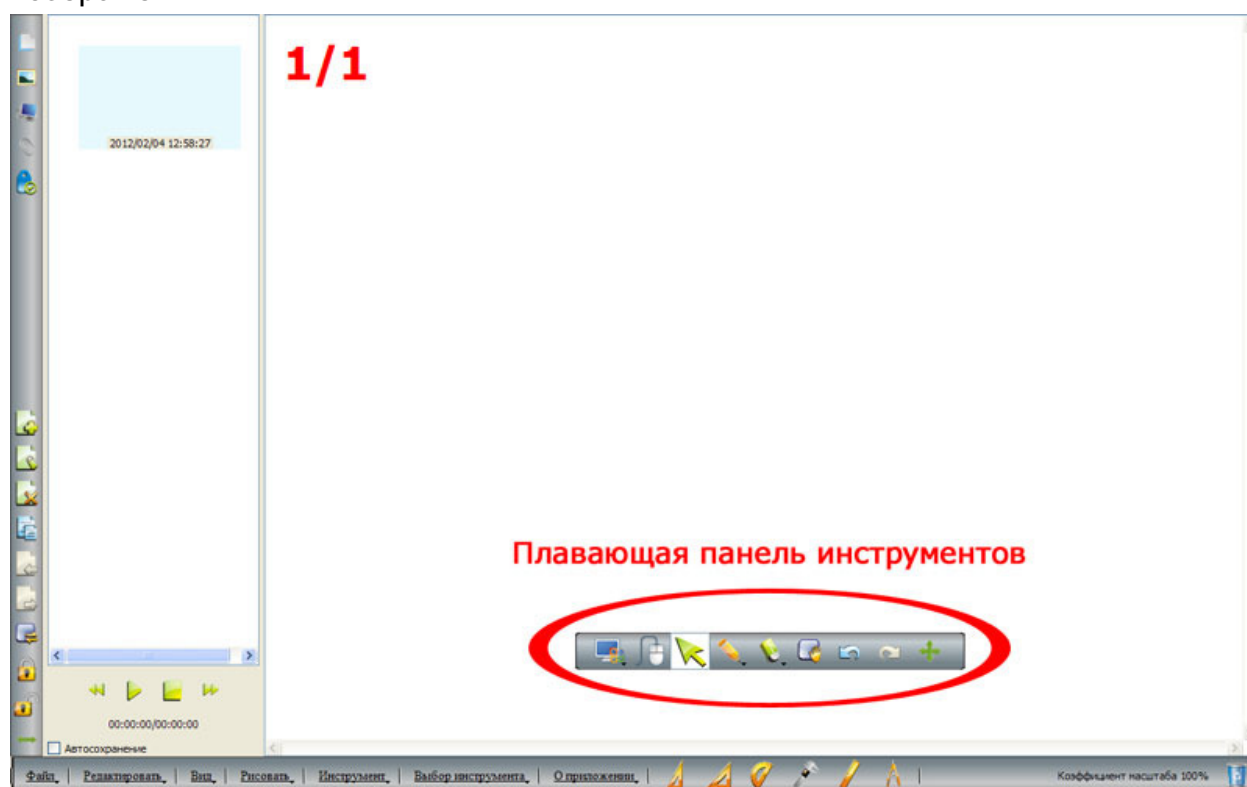 1/1
2012/02/04 12:58:27
Плавающая панель инструментов
00:00:00/00:00:00
Автосохранение
Файл | Редактировать | Вид | Рисовать | Инструмент | Выбор инструмента | О приложении | Коэффициент насштаба 100%